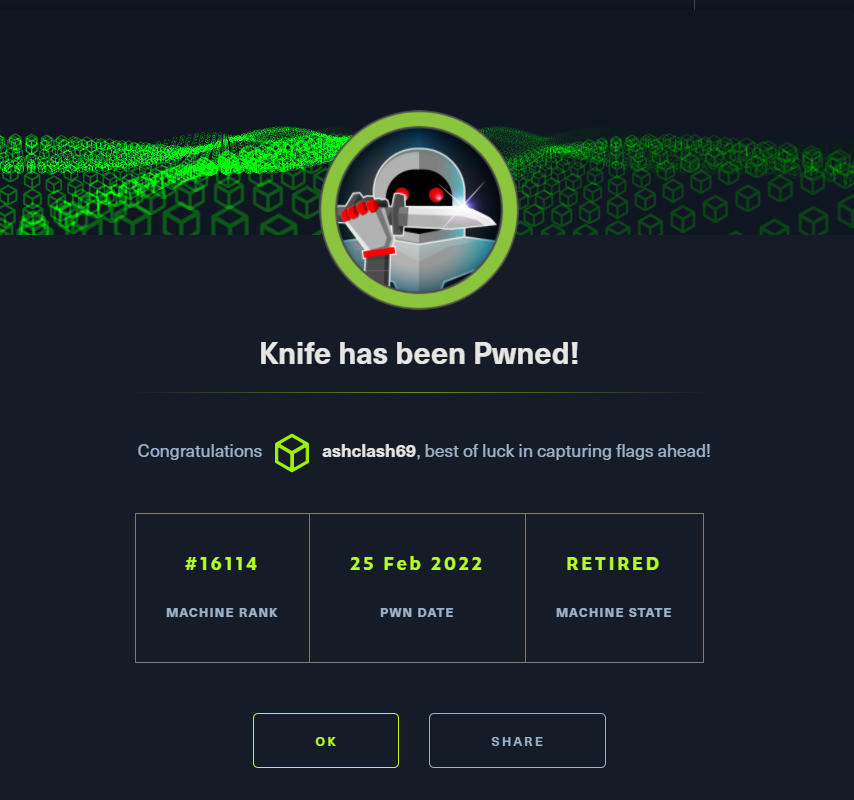 Knife has been Pwned!
Congratulations ashclash69, best of luck in capturing flags ahead!
#16114 25 Feb 2022 RETIRED
MACHINE RANK PWN DATE MACHINE STATE
OK SHARE